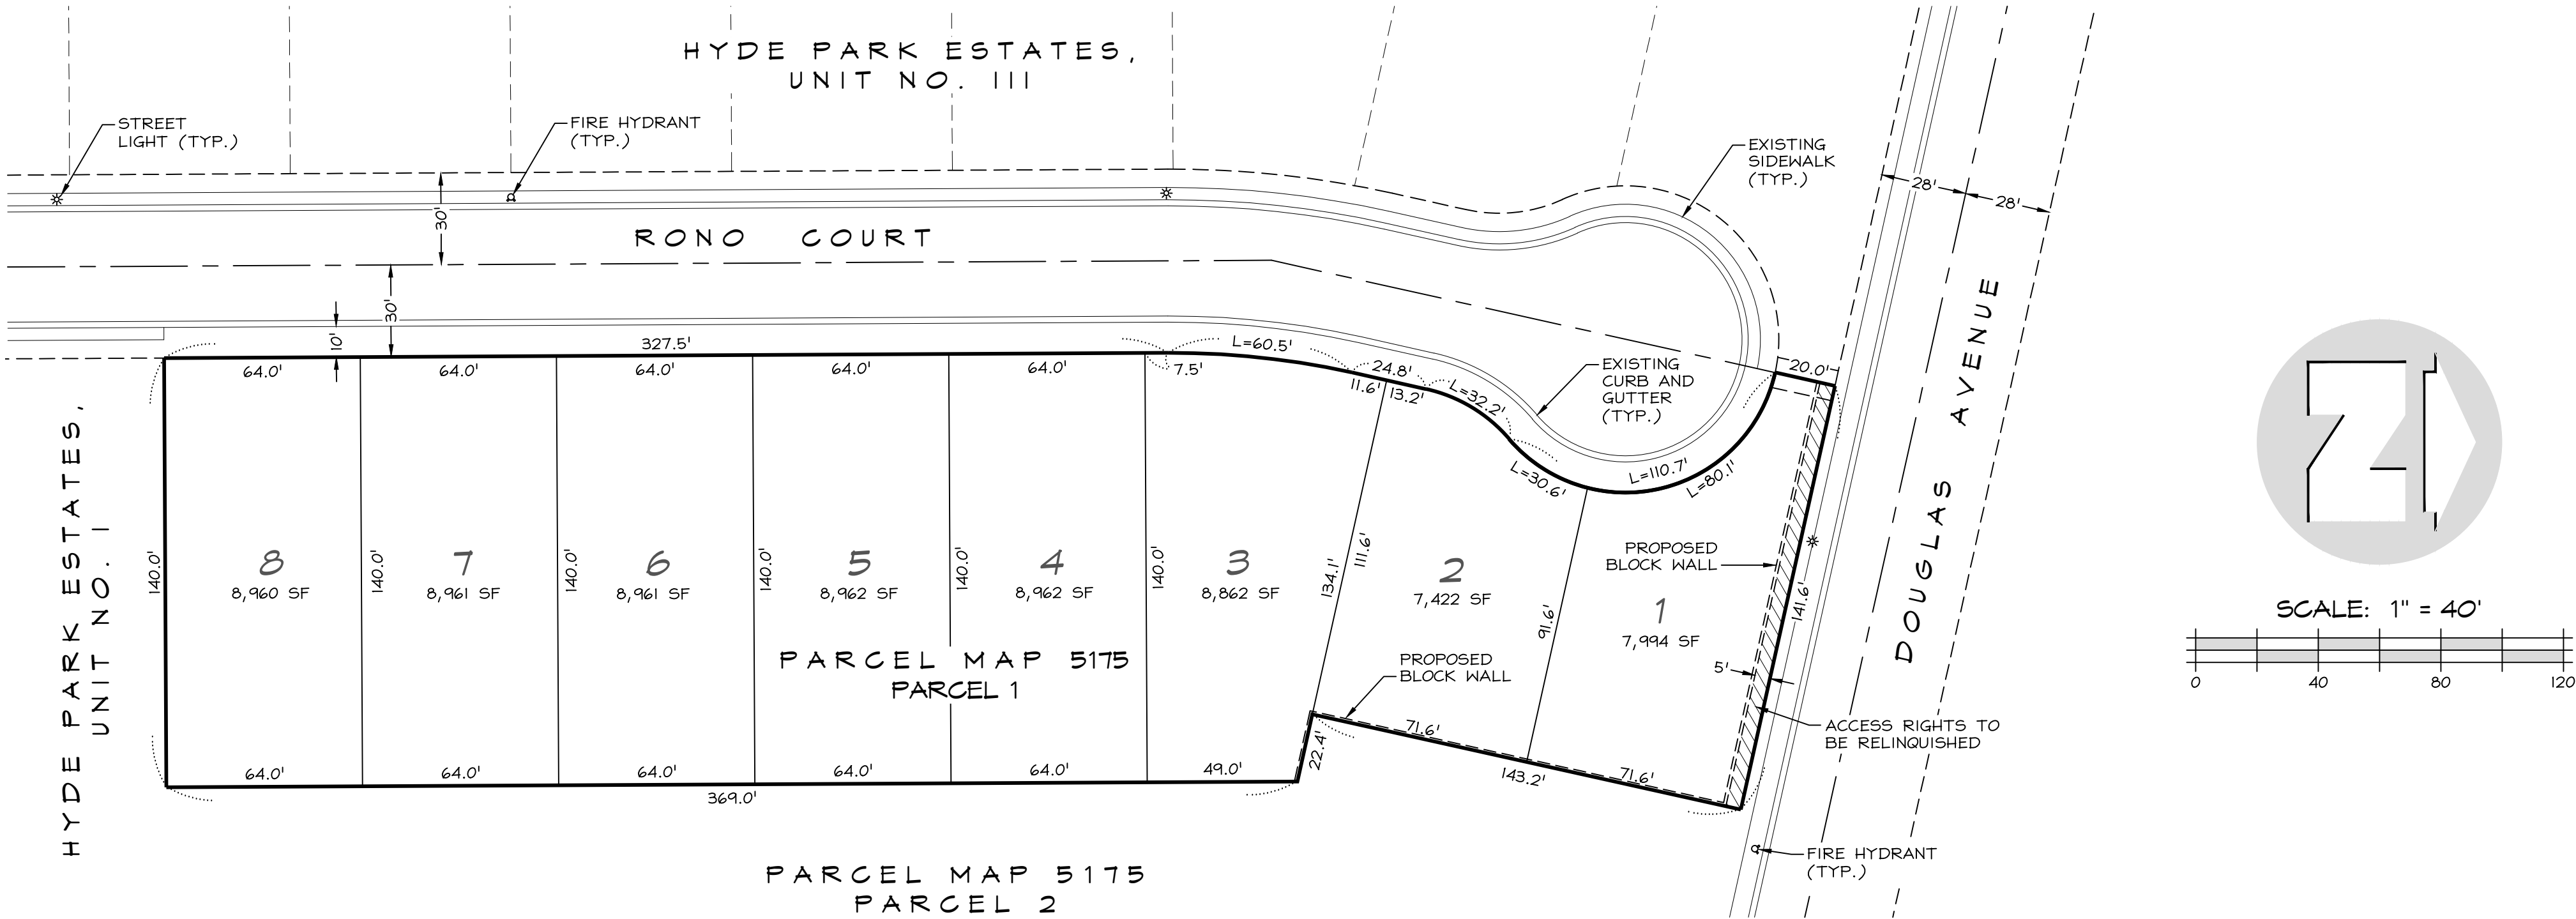 HYDE PARK ESTATES,
UNIT NO. III
STREET
LIGHT (TYP.)
FIRE HYDRANT
(TYP.)
EXISTING
SIDEWALK
(TYP.)
28'
28'
30'
RONO COURT
30'
10'
327.5'
L=60.5'
24.8'
L=32.2'
EXISTING
CURB AND
GUTTER
(TYP.)
20.0'
64.0'
64.0'
64.0'
64.0'
64.0'
7.5'
11.6'
13.2'
L=30.6'
L=110.7'
L=80.1'
HYDE PARK ESTATES,
UNIT NO. I
140.0'
8
8,960 SF
140.0'
7
8,961 SF
140.0'
6
8,961 SF
140.0'
5
8,962 SF
140.0'
4
8,962 SF
140.0'
3
8,862 SF
134.1'
111.6'
2
7,422 SF
91.6'
1
7,994 SF
PROPOSED
BLOCK WALL
141.6'
DOUGLAS AVENUE
PARCEL MAP 5175
PARCEL 1
PROPOSED
BLOCK WALL
5'
ACCESS RIGHTS TO
BE RELINQUISHED
64.0'
64.0'
64.0'
64.0'
64.0'
49.0'
22.4'
71.6'
71.6'
143.2'
369.0'
FIRE HYDRANT
(TYP.)
PARCEL MAP 5175
PARCEL 2
Z
SCALE: 1" = 40'
0 40 80 120